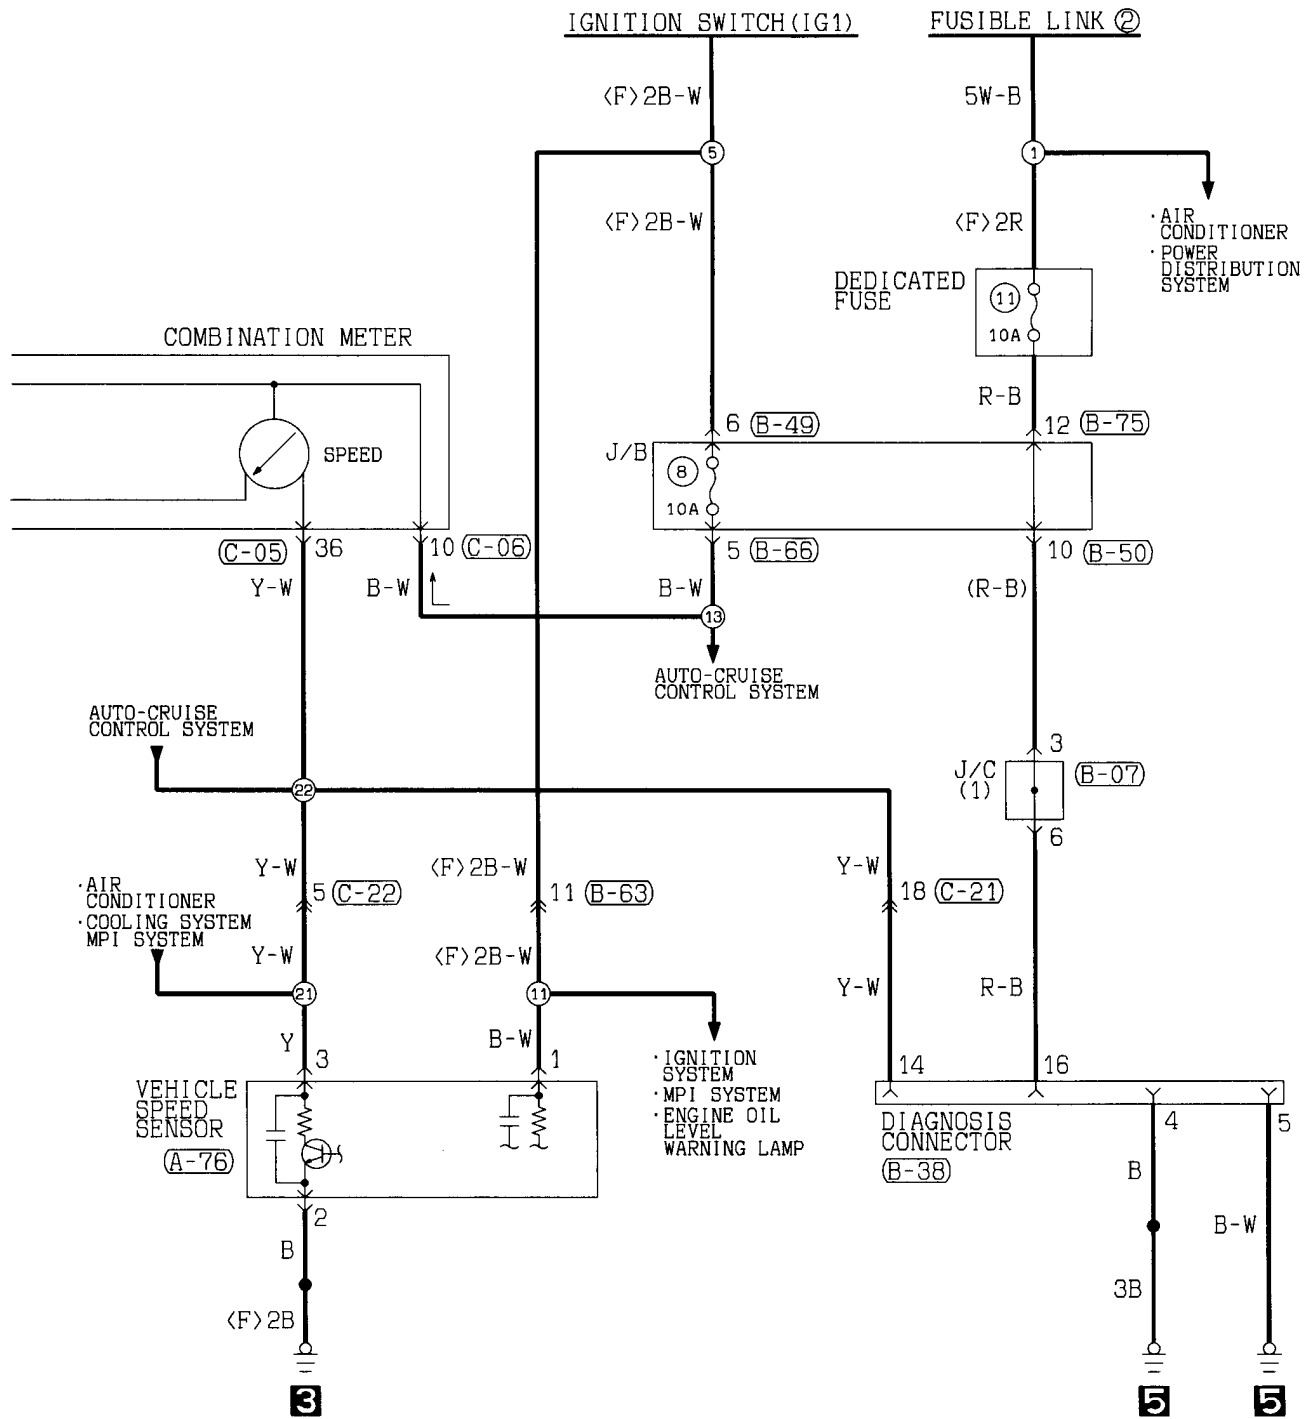 IGNITION SWITCH(IG1)
FUSIBLE LINK ②
<F>2B-W
5W-B
5
1
<F>2B-W
<F>2R
·AIR
CONDITIONER
·POWER
DISTRIBUTION
SYSTEM
DEDICATED
FUSE
11
10A
COMBINATION METER
R-B
6 B-49
12 B-75
SPEED
J/B
8
10A
C-05 36
10 C-06
5 B-66
10 B-50
Y-W
B-W
B-W
(R-B)
13
AUTO-CRUISE
CONTROL SYSTEM
AUTO-CRUISE
CONTROL SYSTEM
3
J/C
(1)
B-07
22
6
Y-W
<F>2B-W
Y-W
·AIR
CONDITIONER
·COOLING SYSTEM
MPI SYSTEM
5 C-22
11 B-63
18 C-21
Y-W
<F>2B-W
Y-W
R-B
21
11
Y
B-W
3
1
·IGNITION
SYSTEM
·MPI SYSTEM
·ENGINE OIL
LEVEL
WARNING LAMP
14
16
VEHICLE
SPEED
SENSOR
A-76
DIAGNOSIS
CONNECTOR
B-38
4
5
2
B
B
B-W
<F>2B
3B
3
5
5